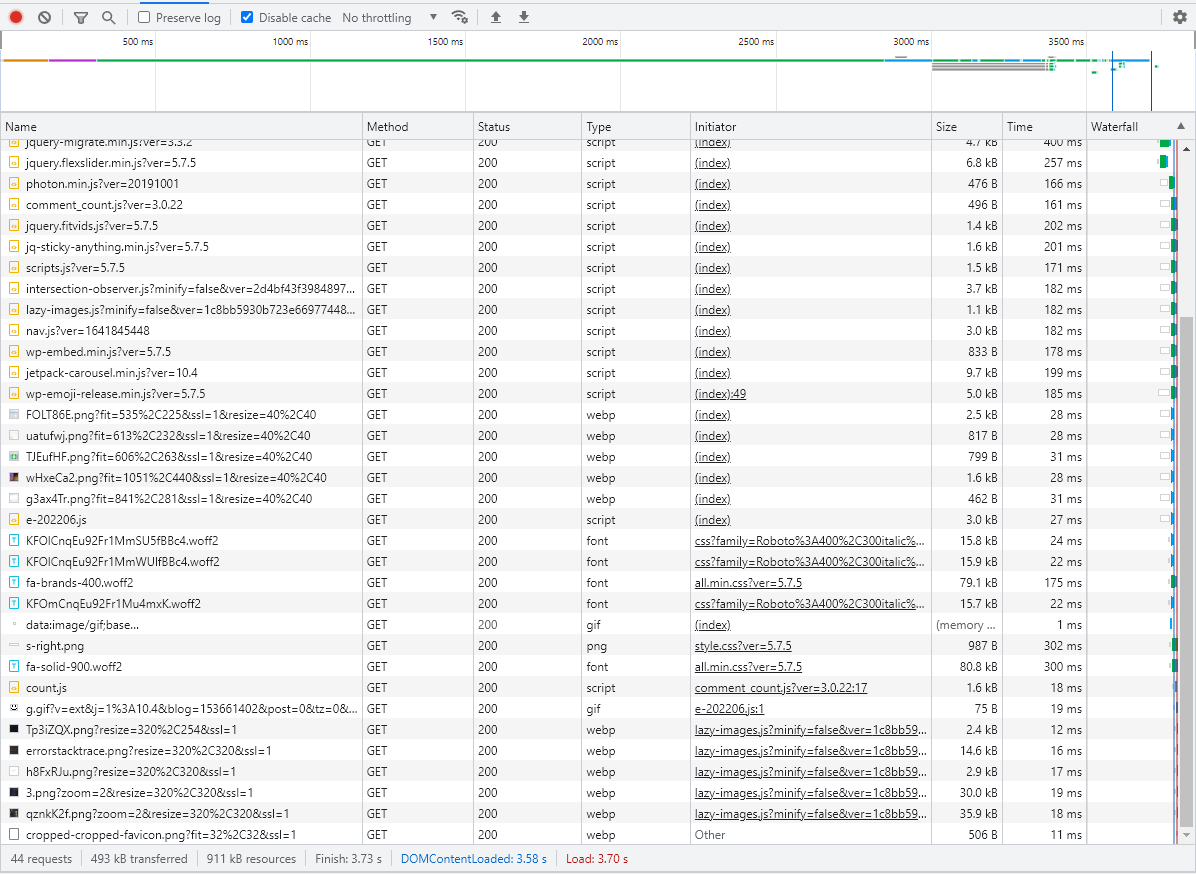 Preserve log Disable cache No throttling
500 ms 1000 ms 1500 ms 2000 ms 2500 ms 3000 ms 3500 ms
Name Method Status Type Initiator Size Time Waterfall
jquery-migrate.min.js?ver=3.3.2 GET 200 script (index) 4.7 kB 400 ms
jquery.flexslider.min.js?ver=5.7.5 GET 200 script (index) 6.8 kB 257 ms
photon.min.js?ver=20191001 GET 200 script (index) 476 B 166 ms
comment_count.js?ver=3.0.22 GET 200 script (index) 496 B 161 ms
jquery.fitvids.js?ver=5.7.5 GET 200 script (index) 1.4 kB 202 ms
jq-sticky-anything.min.js?ver=5.7.5 GET 200 script (index) 1.6 kB 201 ms
scripts.js?ver=5.7.5 GET 200 script (index) 1.5 kB 171 ms
intersection-observer.js?minify=false&ver=2d4bf43f3984897... GET 200 script (index) 3.7 kB 182 ms
lazy-images.js?minify=false&ver=1c8bb5930b723e66977448... GET 200 script (index) 1.1 kB 182 ms
nav.js?ver=1641845448 GET 200 script (index) 3.0 kB 182 ms
wp-embed.min.js?ver=5.7.5 GET 200 script (index) 833 B 178 ms
jetpack-carousel.min.js?ver=10.4 GET 200 script (index) 9.7 kB 199 ms
wp-emoji-release.min.js?ver=5.7.5 GET 200 script (index):49 5.0 kB 185 ms
FOLT86E.png?fit=535%2C225&ssl=1&resize=40%2C40 GET 200 webp (index) 2.5 kB 28 ms
uatufwj.png?fit=613%2C232&ssl=1&resize=40%2C40 GET 200 webp (index) 817 B 28 ms
TJEufHF.png?fit=606%2C263&ssl=1&resize=40%2C40 GET 200 webp (index) 799 B 31 ms
wHxeCa2.png?fit=1051%2C440&ssl=1&resize=40%2C40 GET 200 webp (index) 1.6 kB 28 ms
g3ax4Tr.png?fit=841%2C281&ssl=1&resize=40%2C40 GET 200 webp (index) 462 B 31 ms
e-202206.js GET 200 script (index) 3.0 kB 27 ms
KFOlCnqEu92Fr1MmSU5fBBc4.woff2 GET 200 font css?family=Roboto%3A400%2C300italic%... 15.8 kB 24 ms
KFOlCnqEu92Fr1MmWUlfBBc4.woff2 GET 200 font css?family=Roboto%3A400%2C300italic%... 15.9 kB 22 ms
fa-brands-400.woff2 GET 200 font all.min.css?ver=5.7.5 79.1 kB 175 ms
KFOmCnqEu92Fr1Mu4mxK.woff2 GET 200 font css?family=Roboto%3A400%2C300italic%... 15.7 kB 22 ms
data:image/gif;base... GET 200 gif (index) (memory ... 1 ms
s-right.png GET 200 png style.css?ver=5.7.5 987 B 302 ms
fa-solid-900.woff2 GET 200 font all.min.css?ver=5.7.5 80.8 kB 300 ms
count.js GET 200 script comment_count.js?ver=3.0.22:17 1.6 kB 18 ms
g.gif?v=ext&j=1%3A10.4&blog=153661402&post=0&tz=0&... GET 200 gif e-202206.js:1 75 B 19 ms
Tp3iZQX.png?resize=320%2C254&ssl=1 GET 200 webp lazy-images.js?minify=false&ver=1c8bb59... 2.4 kB 12 ms
errorstacktrace.png?resize=320%2C320&ssl=1 GET 200 webp lazy-images.js?minify=false&ver=1c8bb59... 14.6 kB 16 ms
h8FxRJu.png?resize=320%2C320&ssl=1 GET 200 webp lazy-images.js?minify=false&ver=1c8bb59... 2.9 kB 17 ms
3.png?zoom=2&resize=320%2C320&ssl=1 GET 200 webp lazy-images.js?minify=false&ver=1c8bb59... 30.0 kB 19 ms
qznkK2f.png?zoom=2&resize=320%2C320&ssl=1 GET 200 webp lazy-images.js?minify=false&ver=1c8bb59... 35.9 kB 18 ms
cropped-cropped-favicon.png?fit=32%2C32&ssl=1 GET 200 webp Other 506 B 11 ms
44 requests 493 kB transferred 911 kB resources Finish: 3.73 s DOMContentLoaded: 3.58 s Load: 3.70 s